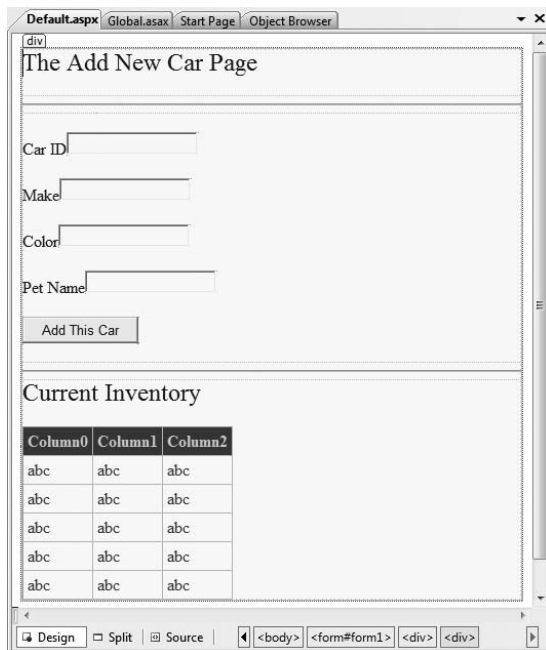 Default.aspx Global.asax Start Page Object Browser
div
The Add New Car Page
Car ID
Make
Color
Pet Name
Add This Car
Current Inventory
Column0 Column1 Column2
abc abc abc
abc abc abc
abc abc abc
abc abc abc
abc abc abc
Design Split Source <body> <form#form1> <div> <div>